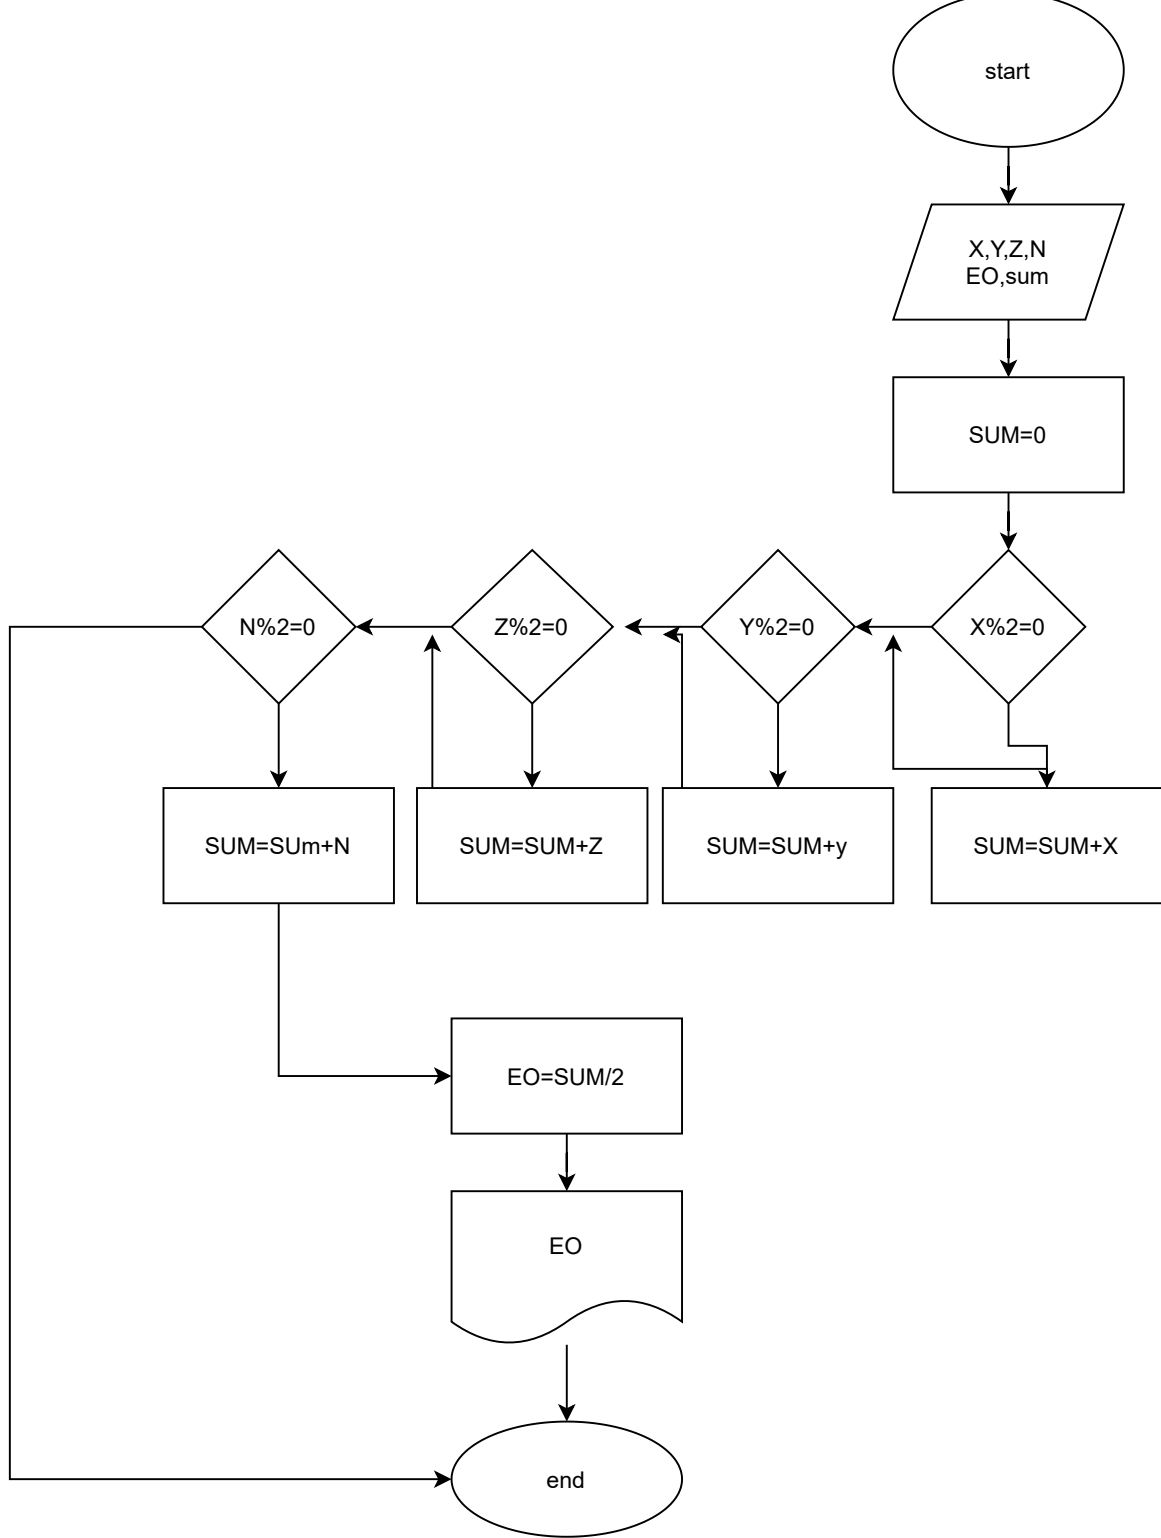 start
X,Y,Z,N
EO,sum
SUM=0
X%2=0
Y%2=0
Z%2=0
N%2=0
SUM=SUM+X
SUM=SUM+y
SUM=SUM+Z
SUM=SUm+N
EO=SUM/2
EO
end